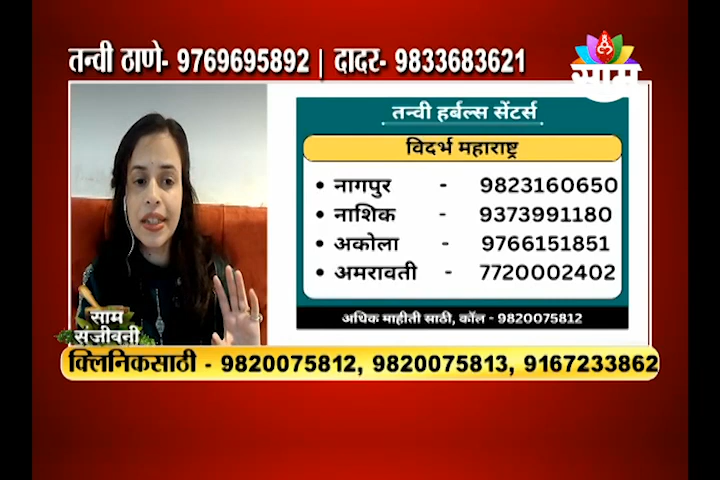 तन्वी ठाणे- 9769695892 | दादर- 9833683621
साम
तन्वी हर्बल्स सेंटर्स
विदर्भ महाराष्ट्र
• नागपुर - 9823160650
• नाशिक - 9373991180
• अकोला - 9766151851
• अमरावती - 7720002402
अधिक माहीती साठी, कॉल - 9820075812
साम
संजीवनी
क्लिनिकसाठी - 9820075812, 9820075813, 9167233862